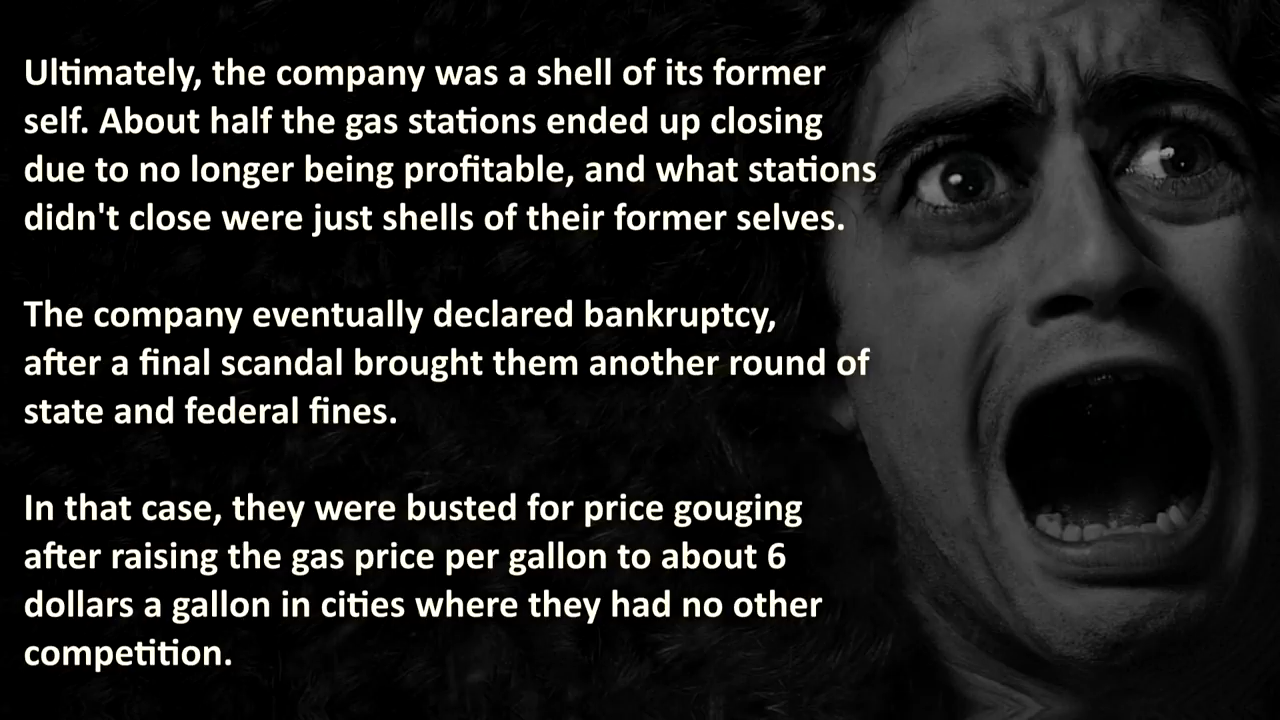 Ultimately, the company was a shell of its former
self. About half the gas stations ended up closing
due to no longer being profitable, and what stations
didn't close were just shells of their former selves.
The company eventually declared bankruptcy,
after a final scandal brought them another round of
state and federal fines.
In that case, they were busted for price gouging
after raising the gas price per gallon to about 6
dollars a gallon in cities where they had no other
competition.